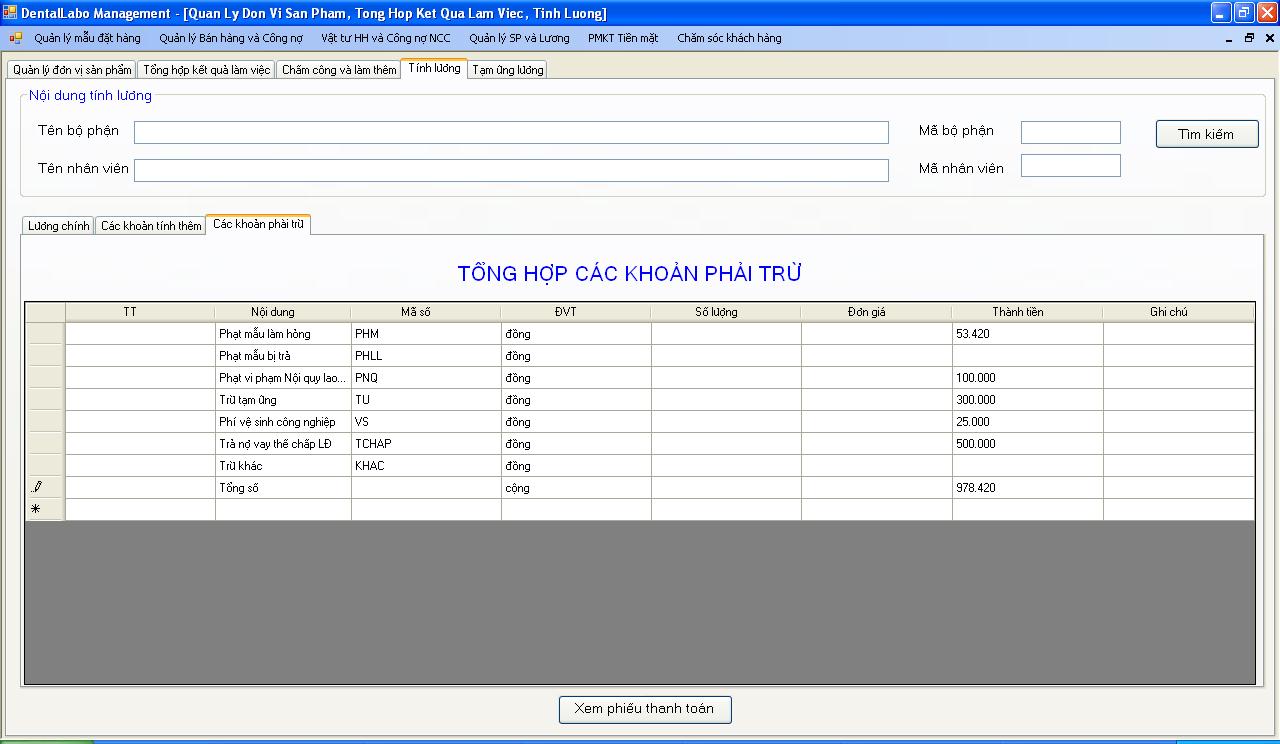 DentalLabo Management - [Quan Ly Don Vi San Pham, Tong Hop Ket Qua Lam Viec, Tinh Luong]
Quản lý mẫu đặt hàng Quản lý Bán hàng và Công nợ Vật tư HH và Công nợ NCC Quản lý SP và Lương PMKT Tiền mặt Chăm sóc khách hàng
Quản lý đơn vị sản phẩm Tổng hợp kết quả làm việc Chấm công và làm thêm Tính lương Tạm ứng lương
Nội dung tính lương
Tên bộ phận Mã bộ phận Tìm kiếm
Tên nhân viên Mã nhân viên
Lương chính Các khoản tính thêm Các khoản phải trừ
TỔNG HỢP CÁC KHOẢN PHẢI TRỪ
TT Nội dung Mã số ĐVT Số lượng Đơn giá Thành tiền Ghi chú
Phạt mẫu làm hỏng PHM đồng 53.420
Phạt mẫu bị trả PHLL đồng
Phạt vi phạm Nội quy lao... PNQ đồng 100.000
Trừ tạm ứng TU đồng 300.000
Phí vệ sinh công nghiệp VS đồng 25.000
Trả nợ vay thế chấp LĐ TCHAP đồng 500.000
Trừ khác KHAC đồng
Tổng số cộng 978.420
Xem phiếu thanh toán